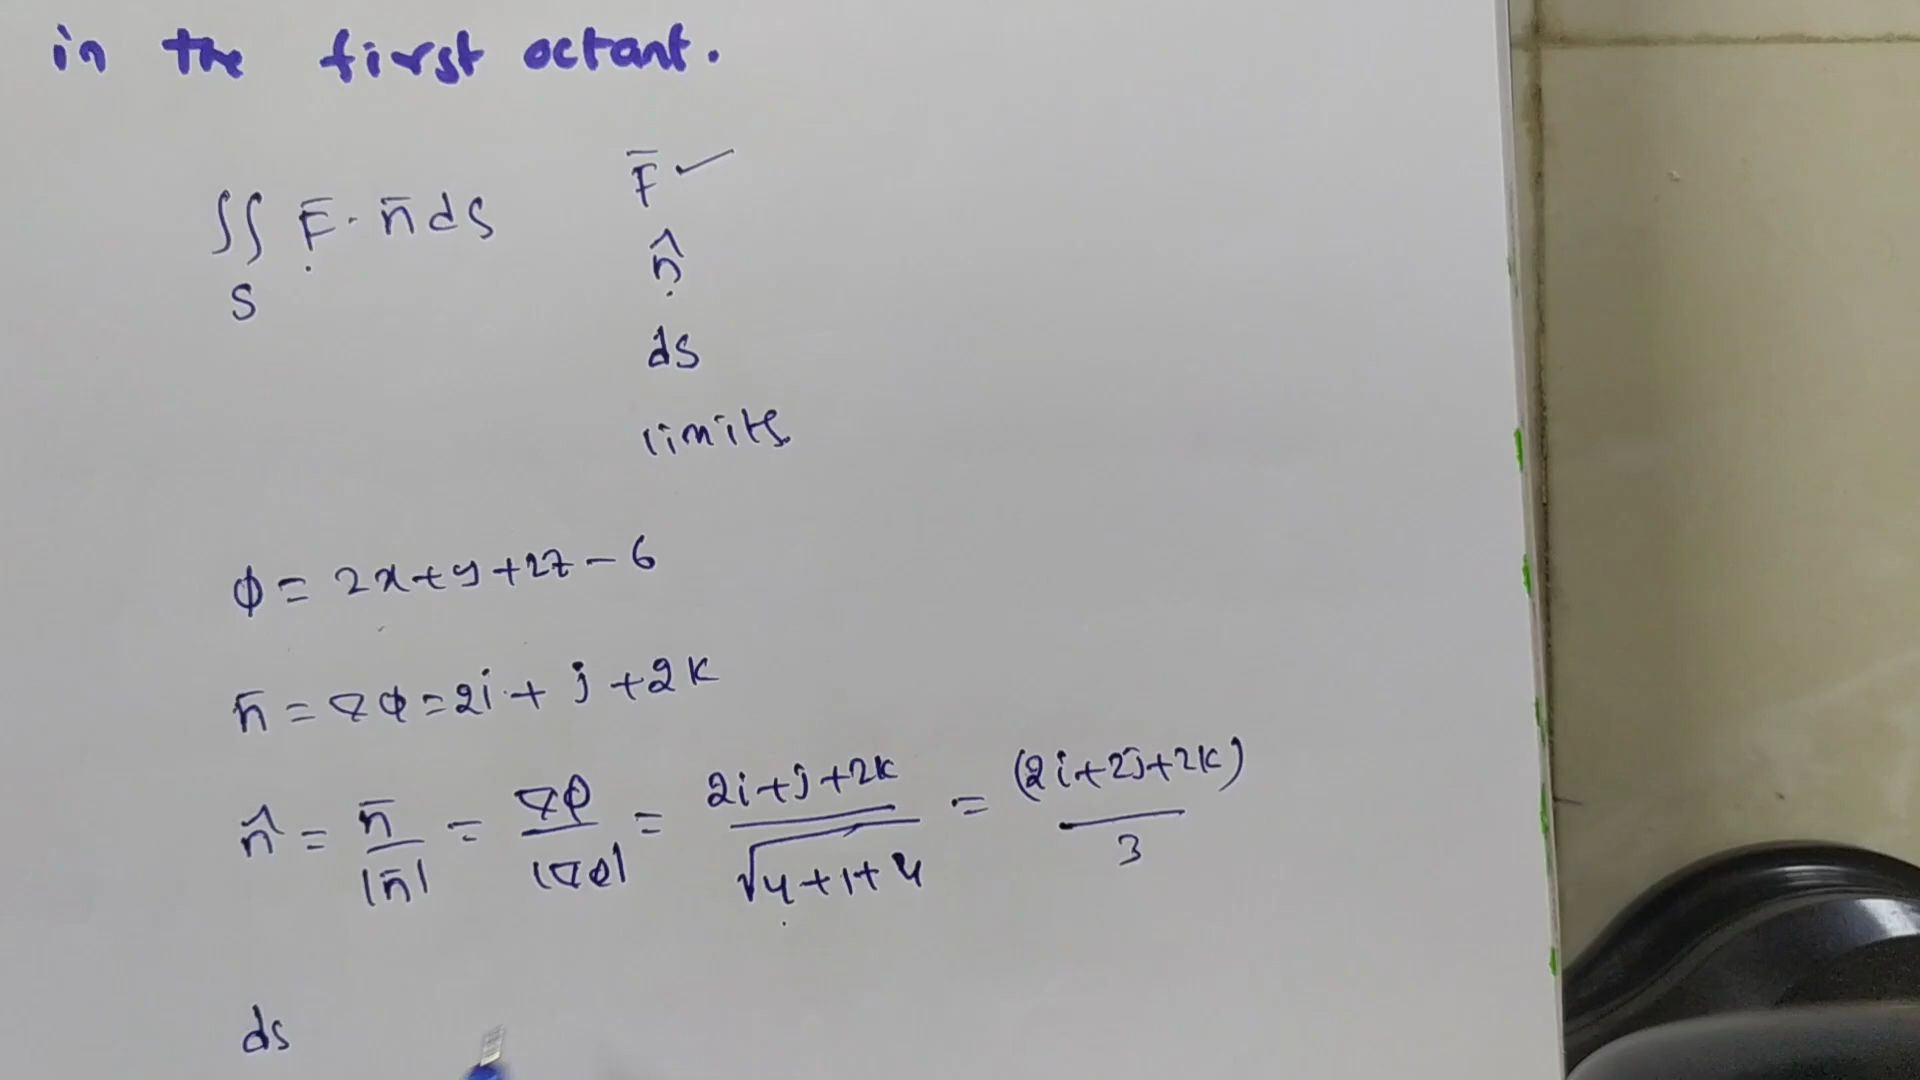 in the first octant.
∫∫ F̄ · n̄ ds
S
F̄ ✓
n̂
ds
limits
ϕ = 2x+y+2z-6
n̄ = ∇ϕ = 2i + j + 2k
n̂ = n̄/|n̄| = ∇ϕ/|∇ϕ| = (2i+j+2k)/√(4+1+4) = (2i+2j+2k)/3
ds